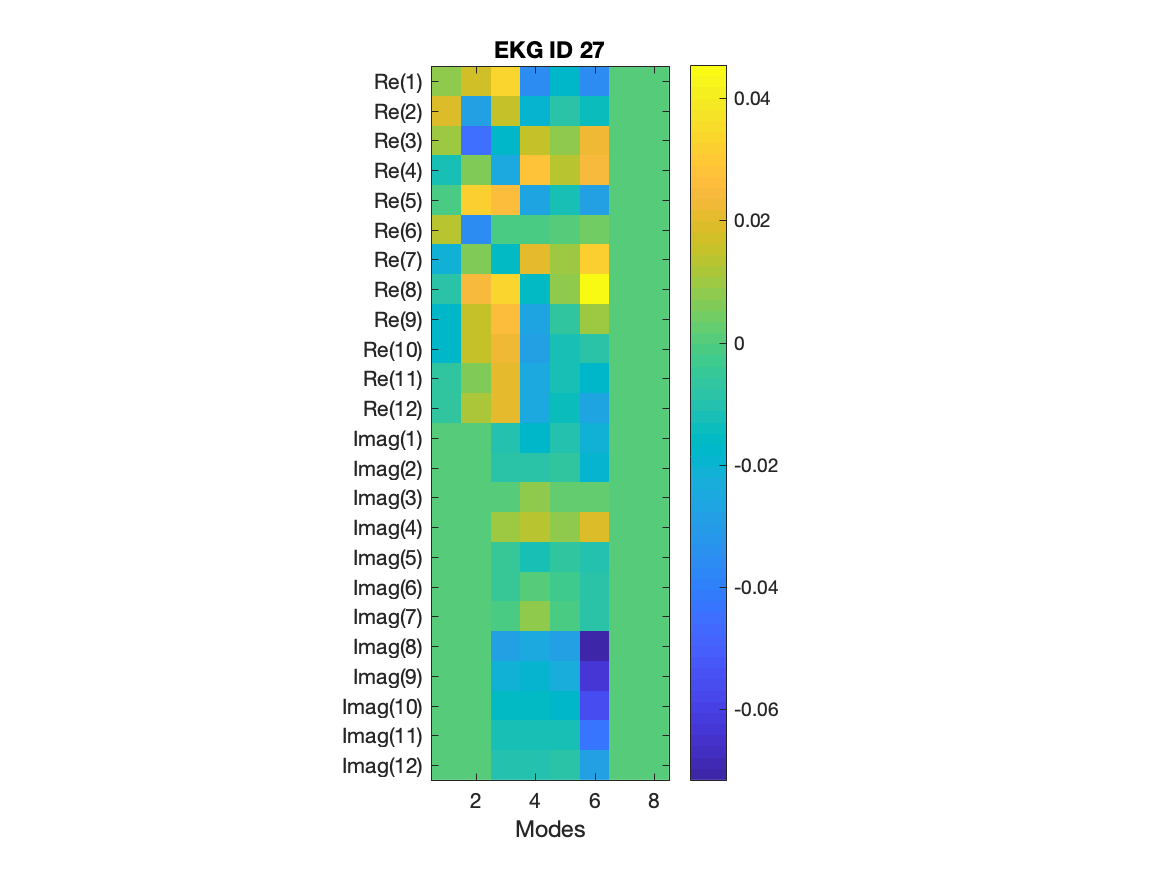 EKG ID 27
Re(1)
Re(2)
Re(3)
Re(4)
Re(5)
Re(6)
Re(7)
Re(8)
Re(9)
Re(10)
Re(11)
Re(12)
Imag(1)
Imag(2)
Imag(3)
Imag(4)
Imag(5)
Imag(6)
Imag(7)
Imag(8)
Imag(9)
Imag(10)
Imag(11)
Imag(12)
2 4 6 8
Modes
0.04
0.02
0
-0.02
-0.04
-0.06